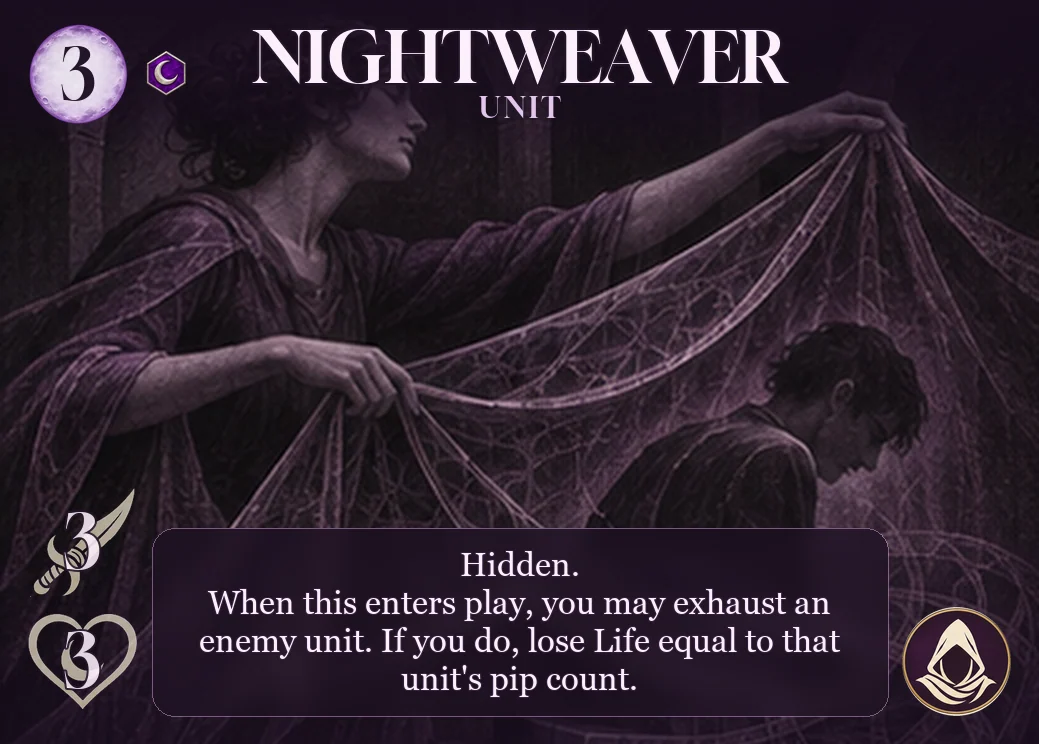 3
NIGHTWEAVER
UNIT
3
3
Hidden.
When this enters play, you may exhaust an
enemy unit. If you do, lose Life equal to that
unit's pip count.